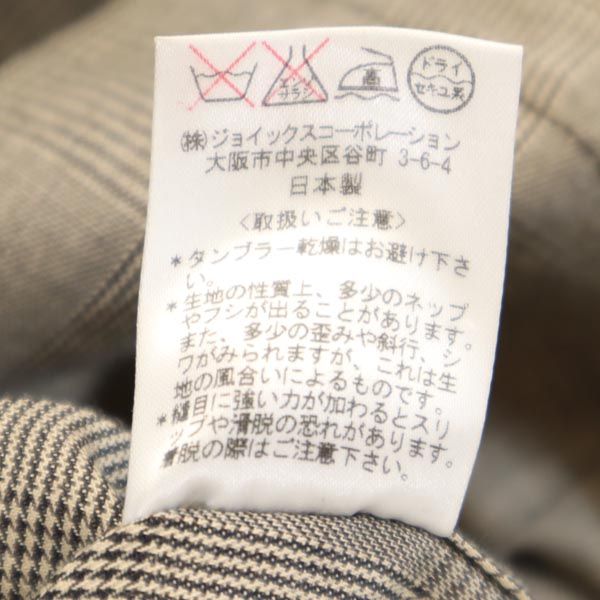 エンソ
サラシ
高
ドライ
セキユ系
㈱ジョイックスコーポレーション
大阪市中央区谷町 3-6-4
日本製
〈取扱いご注意〉
*タンブラー乾燥はお避け下さ
い。
*生地の性質上、多少のネップ
やフシが出ることがあります。
また、多少の歪みや斜行、シ
ワがみられますが、これは生
地の風合いによるものです。
*縫目に強い力が加わるとスリ
ップや滑脱の恐れがあります。
滑脱の際はご注意下さい。